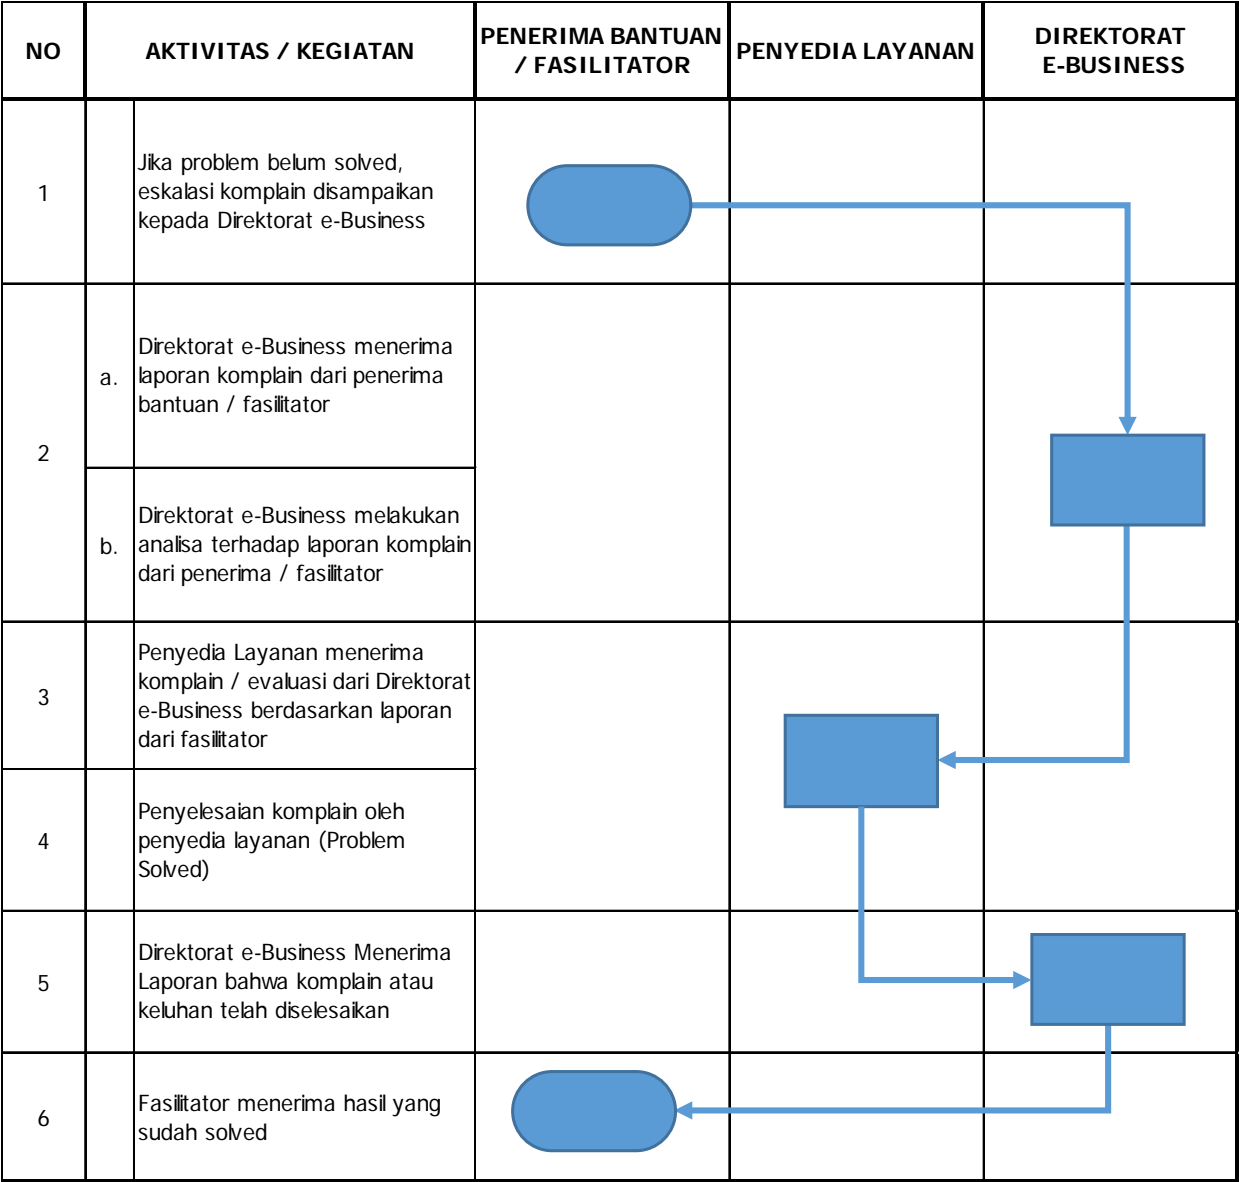 NO
AKTIVITAS / KEGIATAN
PENERIMA BANTUAN
/ FASILITATOR
PENYEDIA LAYANAN
DIREKTORAT
E-BUSINESS
1
Jika problem belum solved,
eskalasi komplain disampaikan
kepada Direktorat e-Business
2
a.
Direktorat e-Business menerima
laporan komplain dari penerima
bantuan / fasilitator
b.
Direktorat e-Business melakukan
analisa terhadap laporan komplain
dari penerima / fasilitator
3
Penyedia Layanan menerima
komplain / evaluasi dari Direktorat
e-Business berdasarkan laporan
dari fasilitator
4
Penyelesaian komplain oleh
penyedia layanan (Problem
Solved)
5
Direktorat e-Business Menerima
Laporan bahwa komplain atau
keluhan telah diselesaikan
6
Fasilitator menerima hasil yang
sudah solved